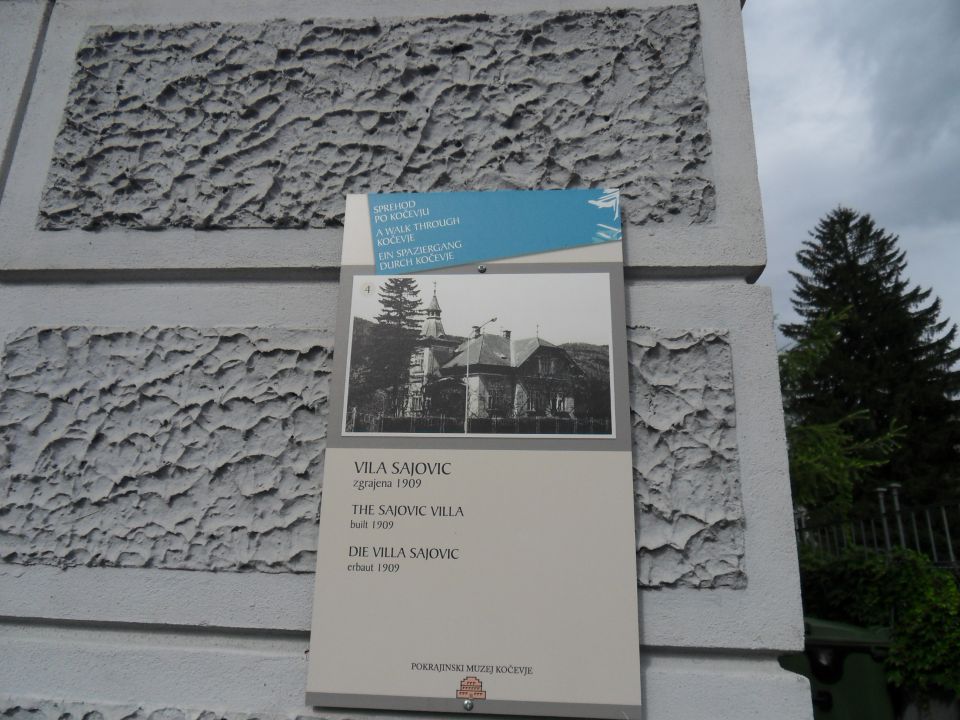 SPREHOD
PO KOČEVJU
A WALK THROUGH
KOČEVJE
EIN SPAZIERGANG
DURCH KOČEVJE
4
VILA SAJOVIC
zgrajena 1909
THE SAJOVIC VILLA
built 1909
DIE VILLA SAJOVIC
erbaut 1909
POKRAJINSKI MUZEJ KOČEVJE